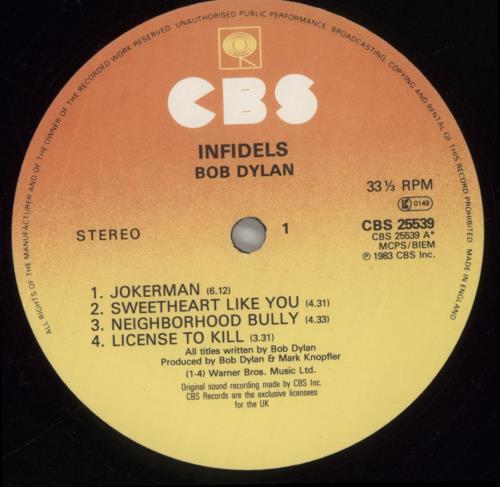 ALL RIGHTS OF THE MANUFACTURER AND OF THE OWNER OF THE RECORDED WORK RESERVED. UNAUTHORISED PUBLIC PERFORMANCE, BROADCASTING, COPYING AND RENTAL OF THIS RECORD PROHIBITED. MADE IN ENGLAND
CBS
INFIDELS
BOB DYLAN
33⅓ RPM
LC 0149
STEREO
1
CBS 25539
CBS 25539 A*
MCPS/BIEM
℗ 1983 CBS Inc.
1. JOKERMAN (6.12)
2. SWEETHEART LIKE YOU (4.31)
3. NEIGHBORHOOD BULLY (4.33)
4. LICENSE TO KILL (3.31)
All titles written by Bob Dylan
Produced by Bob Dylan & Mark Knopfler
(1-4) Warner Bros. Music Ltd.
Original sound recording made by CBS Inc.
CBS Records are the exclusive licensees
for the UK